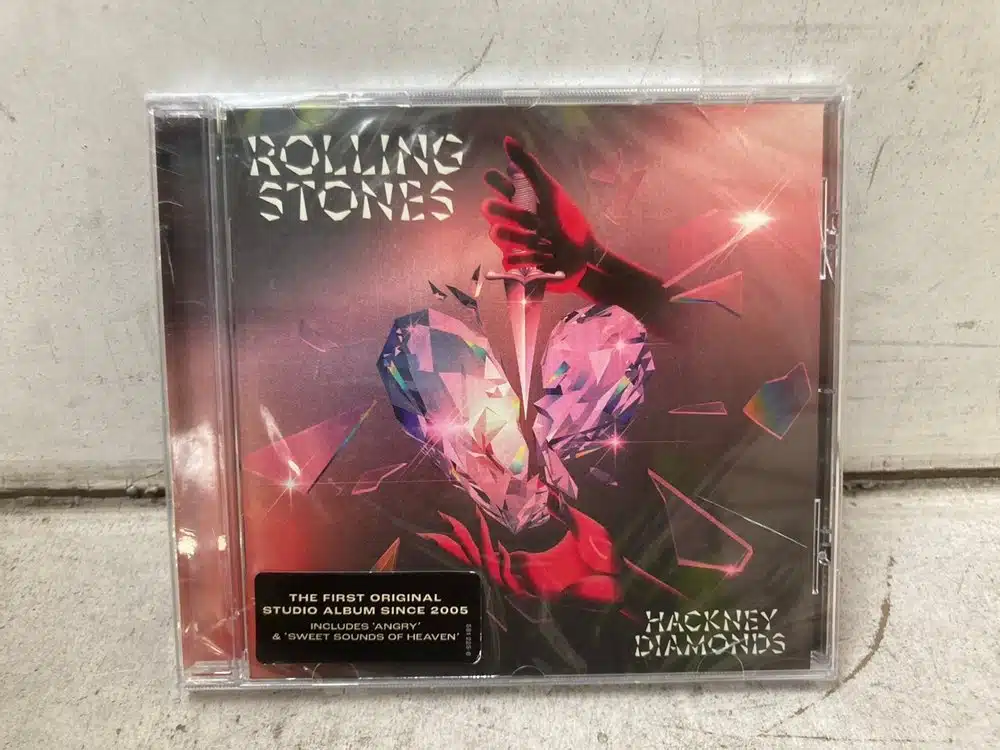 ROLLING
STONES
THE FIRST ORIGINAL
STUDIO ALBUM SINCE 2005
INCLUDES 'ANGRY'
& 'SWEET SOUNDS OF HEAVEN'
HACKNEY
DIAMONDS